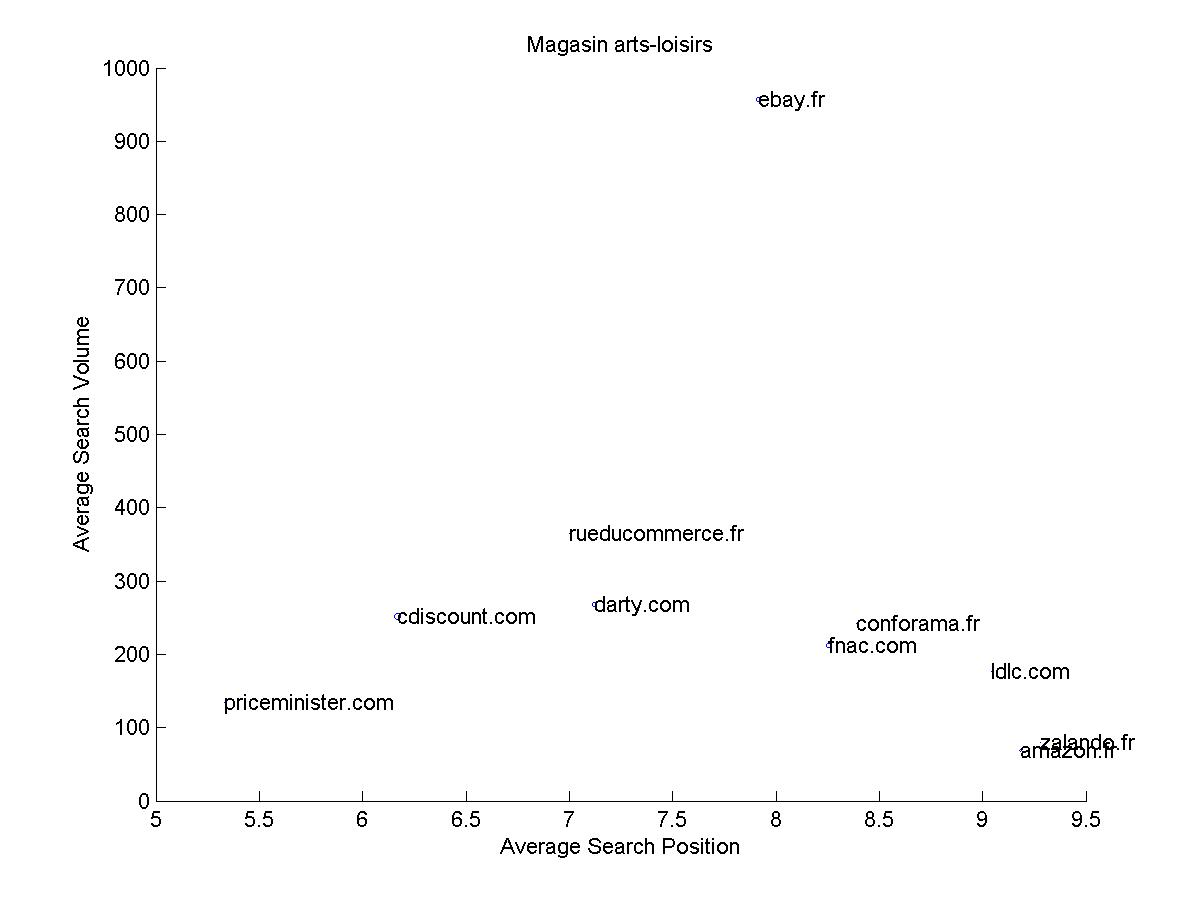 Magasin arts-loisirs
1000
900
800
700
600
500
400
300
200
100
0
Average Search Volume
ebay.fr
rueducommerce.fr
darty.com
cdiscount.com
conforama.fr
fnac.com
ldlc.com
priceminister.com
zalando.fr
amazon.fr
5 5.5 6 6.5 7 7.5 8 8.5 9 9.5
Average Search Position